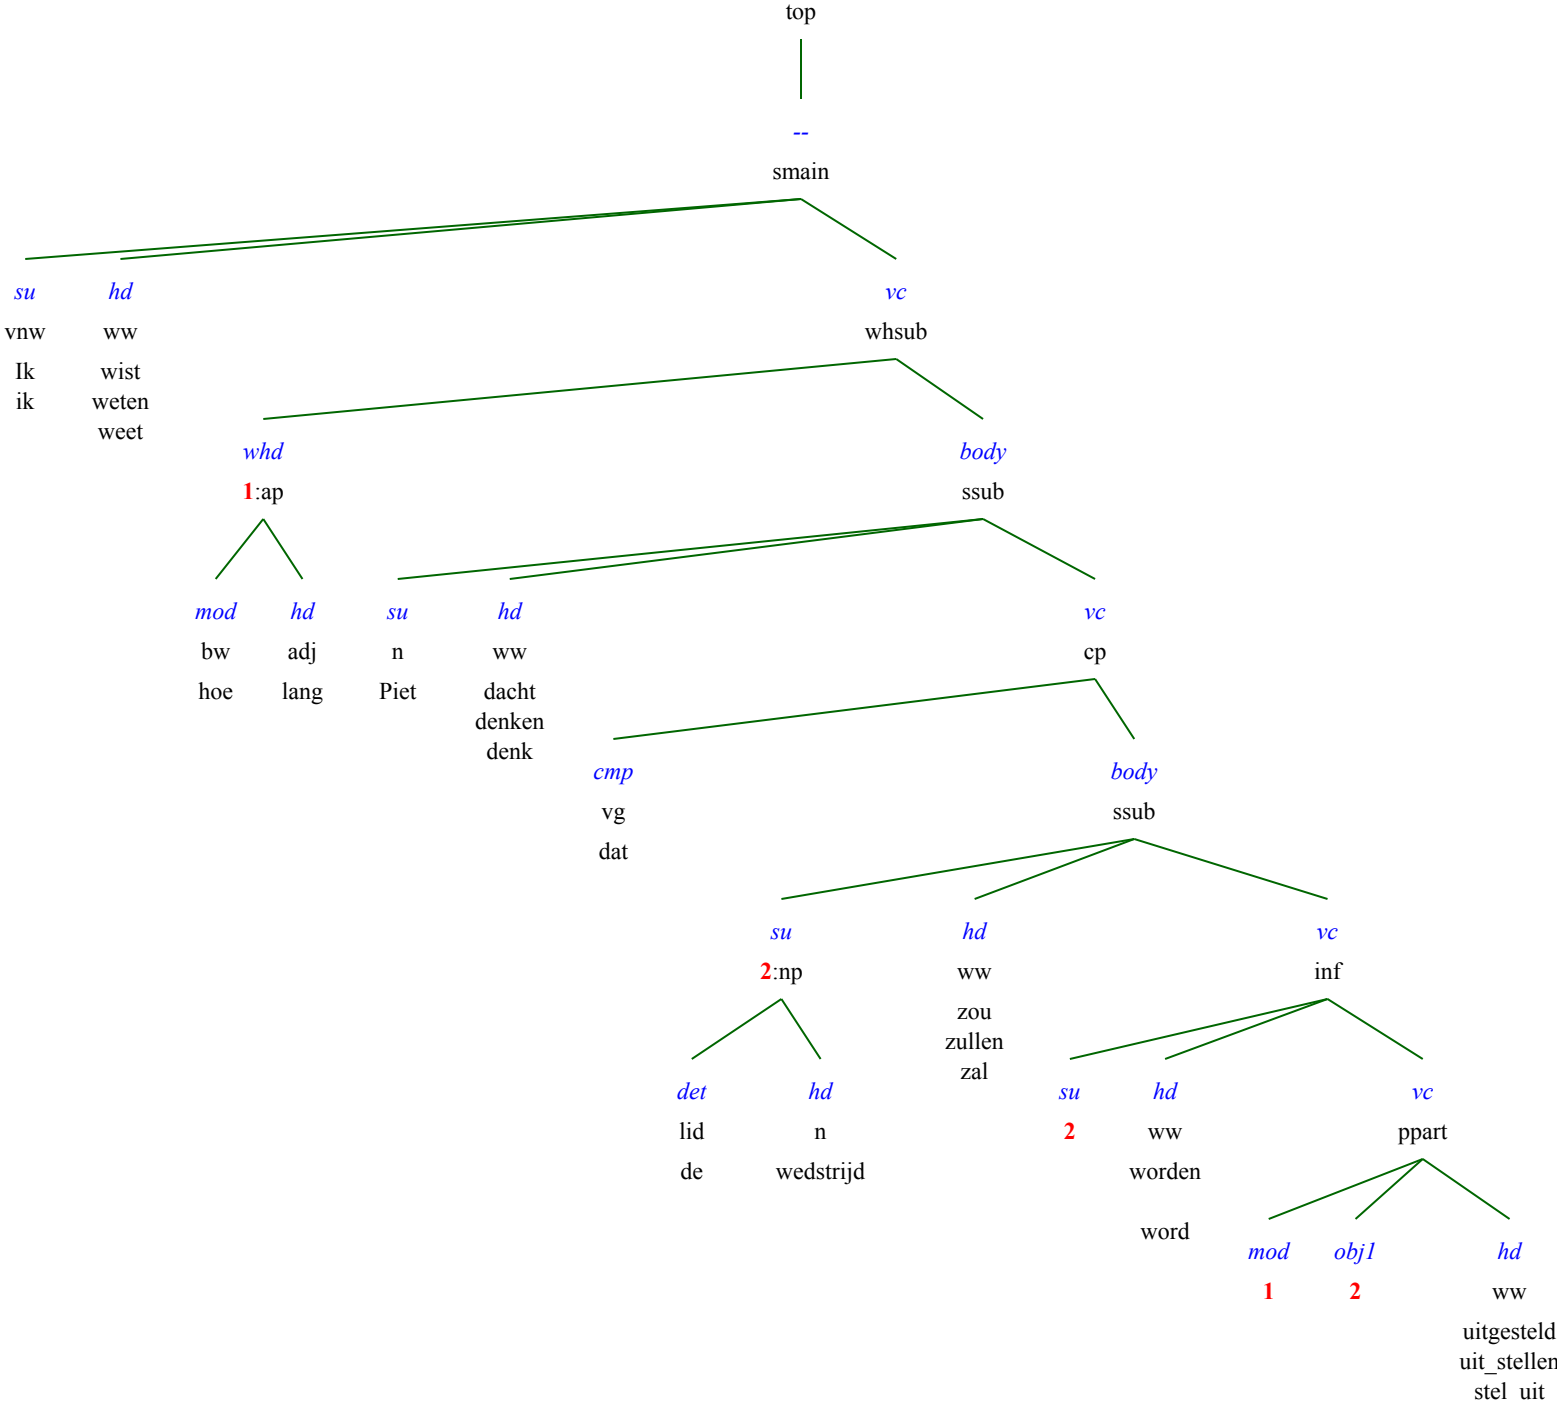 top
--
smain
su hd vc
vnw ww whsub
Ik wist
ik weten
weet
whd body
1:ap ssub
mod hd su hd vc
bw adj n ww cp
hoe lang Piet dacht
denken
denk
cmp body
vg ssub
dat
su hd vc
2:np ww inf
zou
zullen
zal
det hd su hd vc
lid n 2 ww ppart
de wedstrijd worden
word
mod obj1 hd
1 2 ww
uitgesteld
uit_stellen
stel_uit